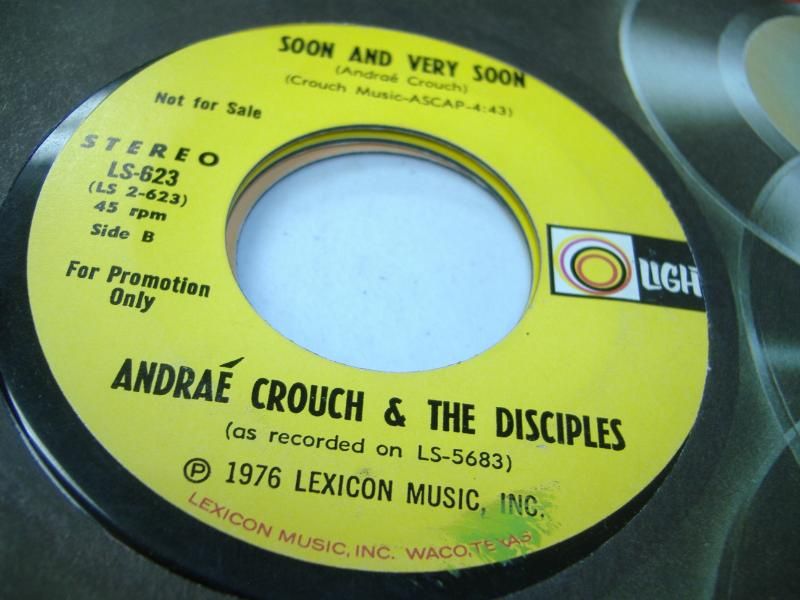 SOON AND VERY SOON
(Andraé Crouch)
(Crouch Music-ASCAP-4:43)
Not for Sale
STEREO
LS-623
(LS 2-623)
45 rpm
Side B
For Promotion
Only
LIGH
ANDRAÉ CROUCH & THE DISCIPLES
(as recorded on LS-5683)
Ⓟ 1976 LEXICON MUSIC, INC.
LEXICON MUSIC, INC. WACO, TEXAS